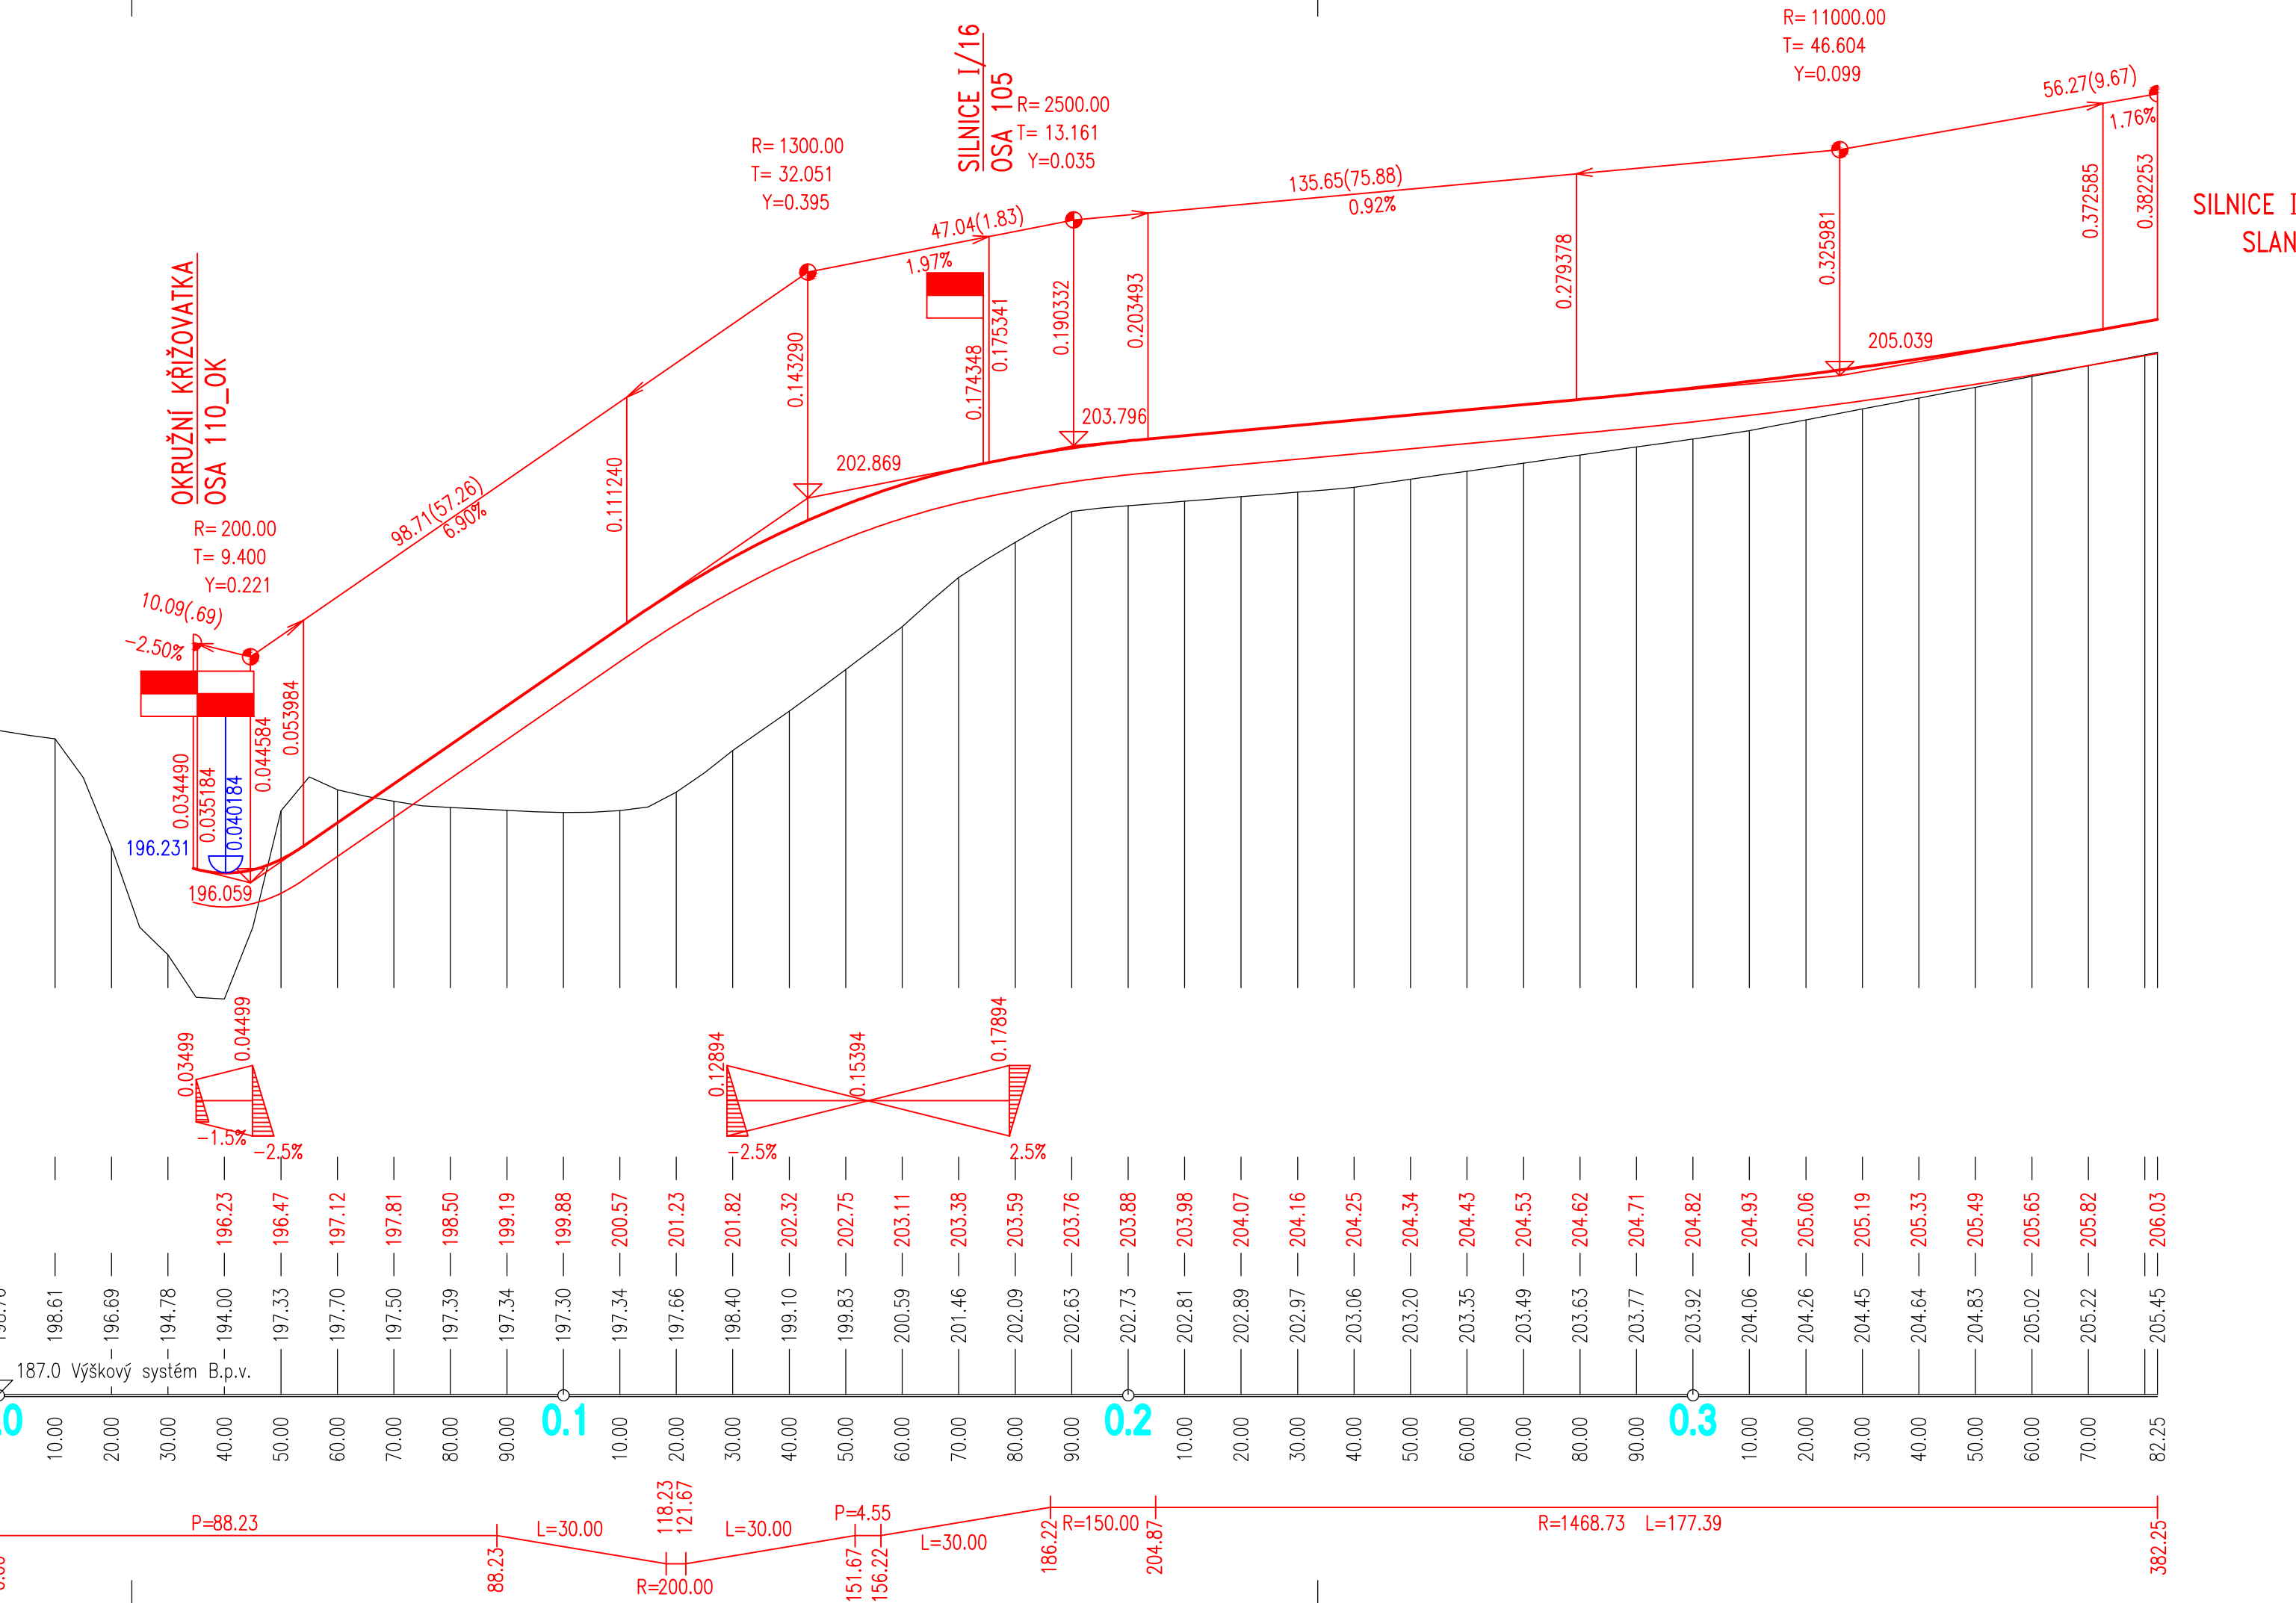 R= 11000.00
T= 46.604
Y=0.099
56.27(9.67)
1.76%
SILNICE I/16
OSA 105
R= 2500.00
T= 13.161
Y=0.035
R= 1300.00
T= 32.051
Y=0.395
135.65(75.88)
0.92%
47.04(1.83)
1.97%
SILNICE I
SLAN
OKRUŽNÍ KŘIŽOVATKA
OSA 110_OK
R= 200.00
T= 9.400
Y=0.221
10.09(.69)
-2.50%
98.71(57.26)
6.90%
0.034490
0.035184
0.040184
0.044584
0.053984
0.111240
0.143290
0.174348
0.175341
0.190332
0.203493
0.279378
0.325981
0.372585
0.382253
196.231
196.059
202.869
203.796
205.039
0.03499
0.04499
-1.5%
-2.5%
0.12894
0.15394
0.17894
-2.5%
2.5%
196.23 196.47 197.12 197.81 198.50 199.19 199.88 200.57 201.23 201.82 202.32 202.75 203.11 203.38 203.59 203.76 203.88 203.98 204.07 204.16 204.25 204.34 204.43 204.53 204.62 204.71 204.82 204.93 205.06 205.19 205.33 205.49 205.65 205.82 206.03
198.61 196.69 194.78 194.00 197.33 197.70 197.50 197.39 197.34 197.30 197.34 197.66 198.40 199.10 199.83 200.59 201.46 202.09 202.63 202.73 202.81 202.89 202.97 203.06 203.20 203.35 203.49 203.63 203.77 203.92 204.06 204.26 204.45 204.64 204.83 205.02 205.22 205.45
187.0 Výškový systém B.p.v.
.0 10.00 20.00 30.00 40.00 50.00 60.00 70.00 80.00 90.00 0.1 10.00 20.00 30.00 40.00 50.00 60.00 70.00 80.00 90.00 0.2 10.00 20.00 30.00 40.00 50.00 60.00 70.00 80.00 90.00 0.3 10.00 20.00 30.00 40.00 50.00 60.00 70.00 82.25
P=88.23
88.23
L=30.00
118.23
121.67
R=200.00
L=30.00
P=4.55
151.67
156.22
L=30.00
186.22
R=150.00
204.87
R=1468.73 L=177.39
382.25